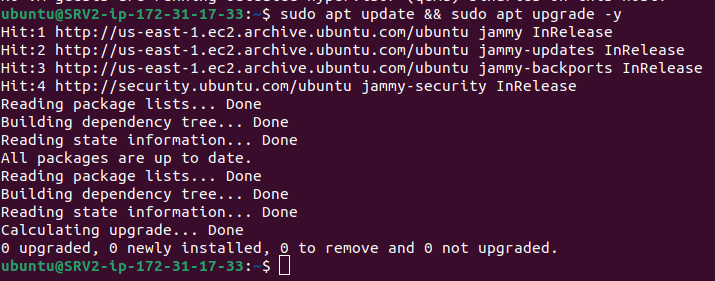 ubuntu@SRV2-ip-172-31-17-33:~$ sudo apt update && sudo apt upgrade -y
Hit:1 http://us-east-1.ec2.archive.ubuntu.com/ubuntu jammy InRelease
Hit:2 http://us-east-1.ec2.archive.ubuntu.com/ubuntu jammy-updates InRelease
Hit:3 http://us-east-1.ec2.archive.ubuntu.com/ubuntu jammy-backports InRelease
Hit:4 http://security.ubuntu.com/ubuntu jammy-security InRelease
Reading package lists... Done
Building dependency tree... Done
Reading state information... Done
All packages are up to date.
Reading package lists... Done
Building dependency tree... Done
Reading state information... Done
Calculating upgrade... Done
0 upgraded, 0 newly installed, 0 to remove and 0 not upgraded.
ubuntu@SRV2-ip-172-31-17-33:~$